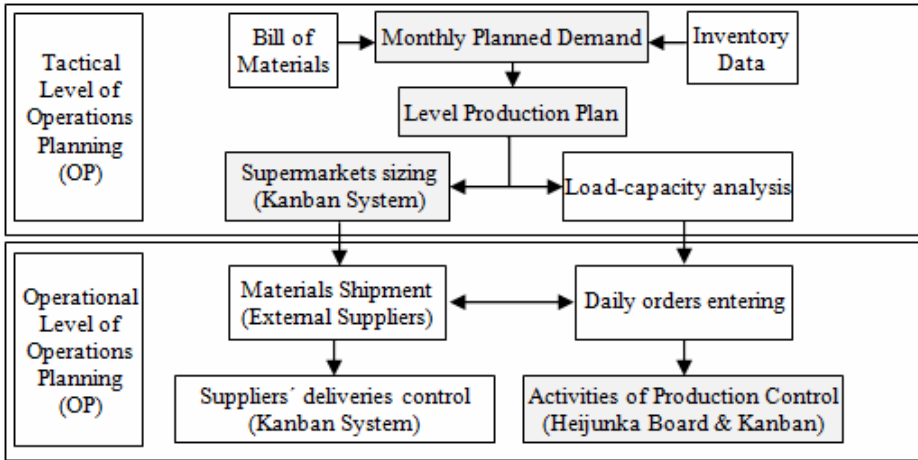 Tactical
Level of
Operations
Planning
(OP)
Bill of
Materials
Monthly Planned Demand
Inventory
Data
Level Production Plan
Supermarkets sizing
(Kanban System)
Load-capacity analysis
Operational
Level of
Operations
Planning
(OP)
Materials Shipment
(External Suppliers)
Daily orders entering
Suppliers´ deliveries control
(Kanban System)
Activities of Production Control
(Heijunka Board & Kanban)